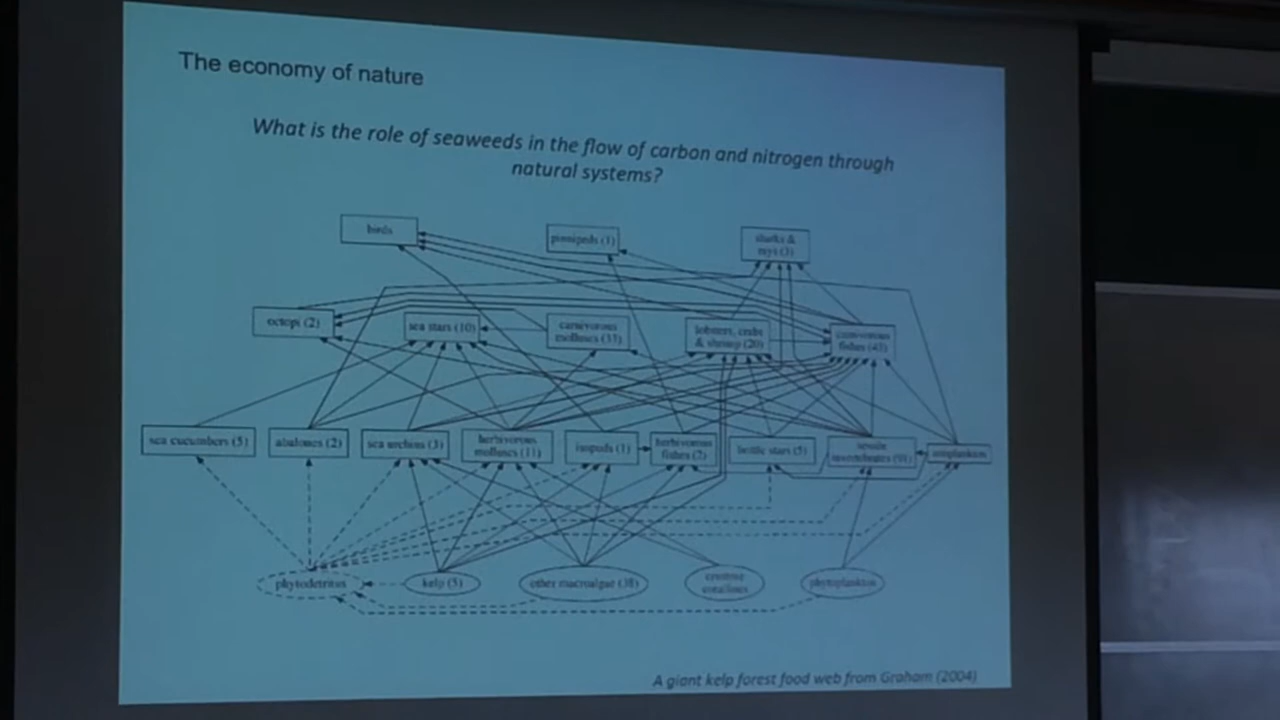 The economy of nature
What is the role of seaweeds in the flow of carbon and nitrogen through
natural systems?
birds
pinnipeds (1)
sharks &
rays (3)
octopi (2)
sea stars (10)
carnivorous
molluscs (33)
lobsters, crabs
& shrimp (20)
carnivorous
fishes (43)
sea cucumbers (5)
abalones (2)
sea urchins (3)
herbivorous
molluscs (11)
isopods (1)
herbivorous
fishes (2)
brittle stars (5)
sessile
invertebrates
zooplankton
phytodetritus
kelp (5)
other macroalgae (38)
crustose
corallines
phytoplankton
A giant kelp forest food web from Graham (2004)